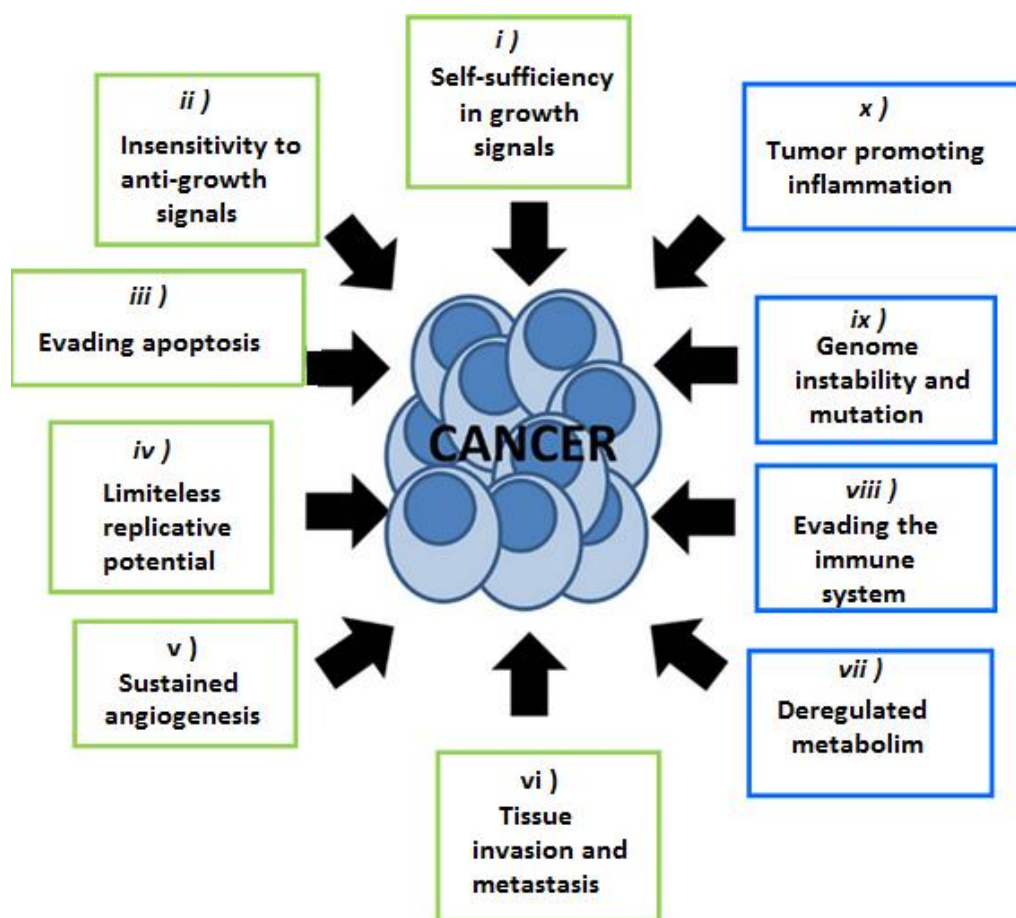 i )
Self-sufficiency
in growth
signals
ii )
Insensitivity to
anti-growth
signals
iii )
Evading apoptosis
iv )
Limiteless
replicative
potential
v )
Sustained
angiogenesis
vi )
Tissue
invasion and
metastasis
vii )
Deregulated
metabolim
viii )
Evading the
immune
system
ix )
Genome
instability and
mutation
x )
Tumor promoting
inflammation
CANCER